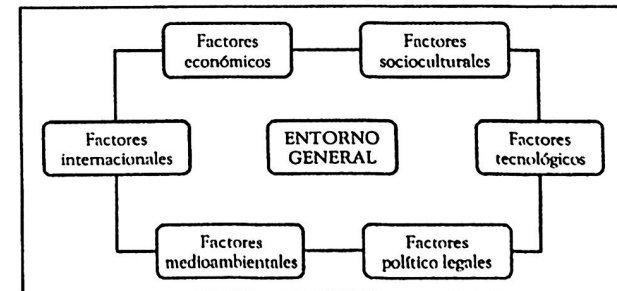 Factores
económicos
Factores
socioculturales
Factores
internacionales
ENTORNO
GENERAL
Factores
tecnológicos
Factores
medioambientales
Factores
político legales